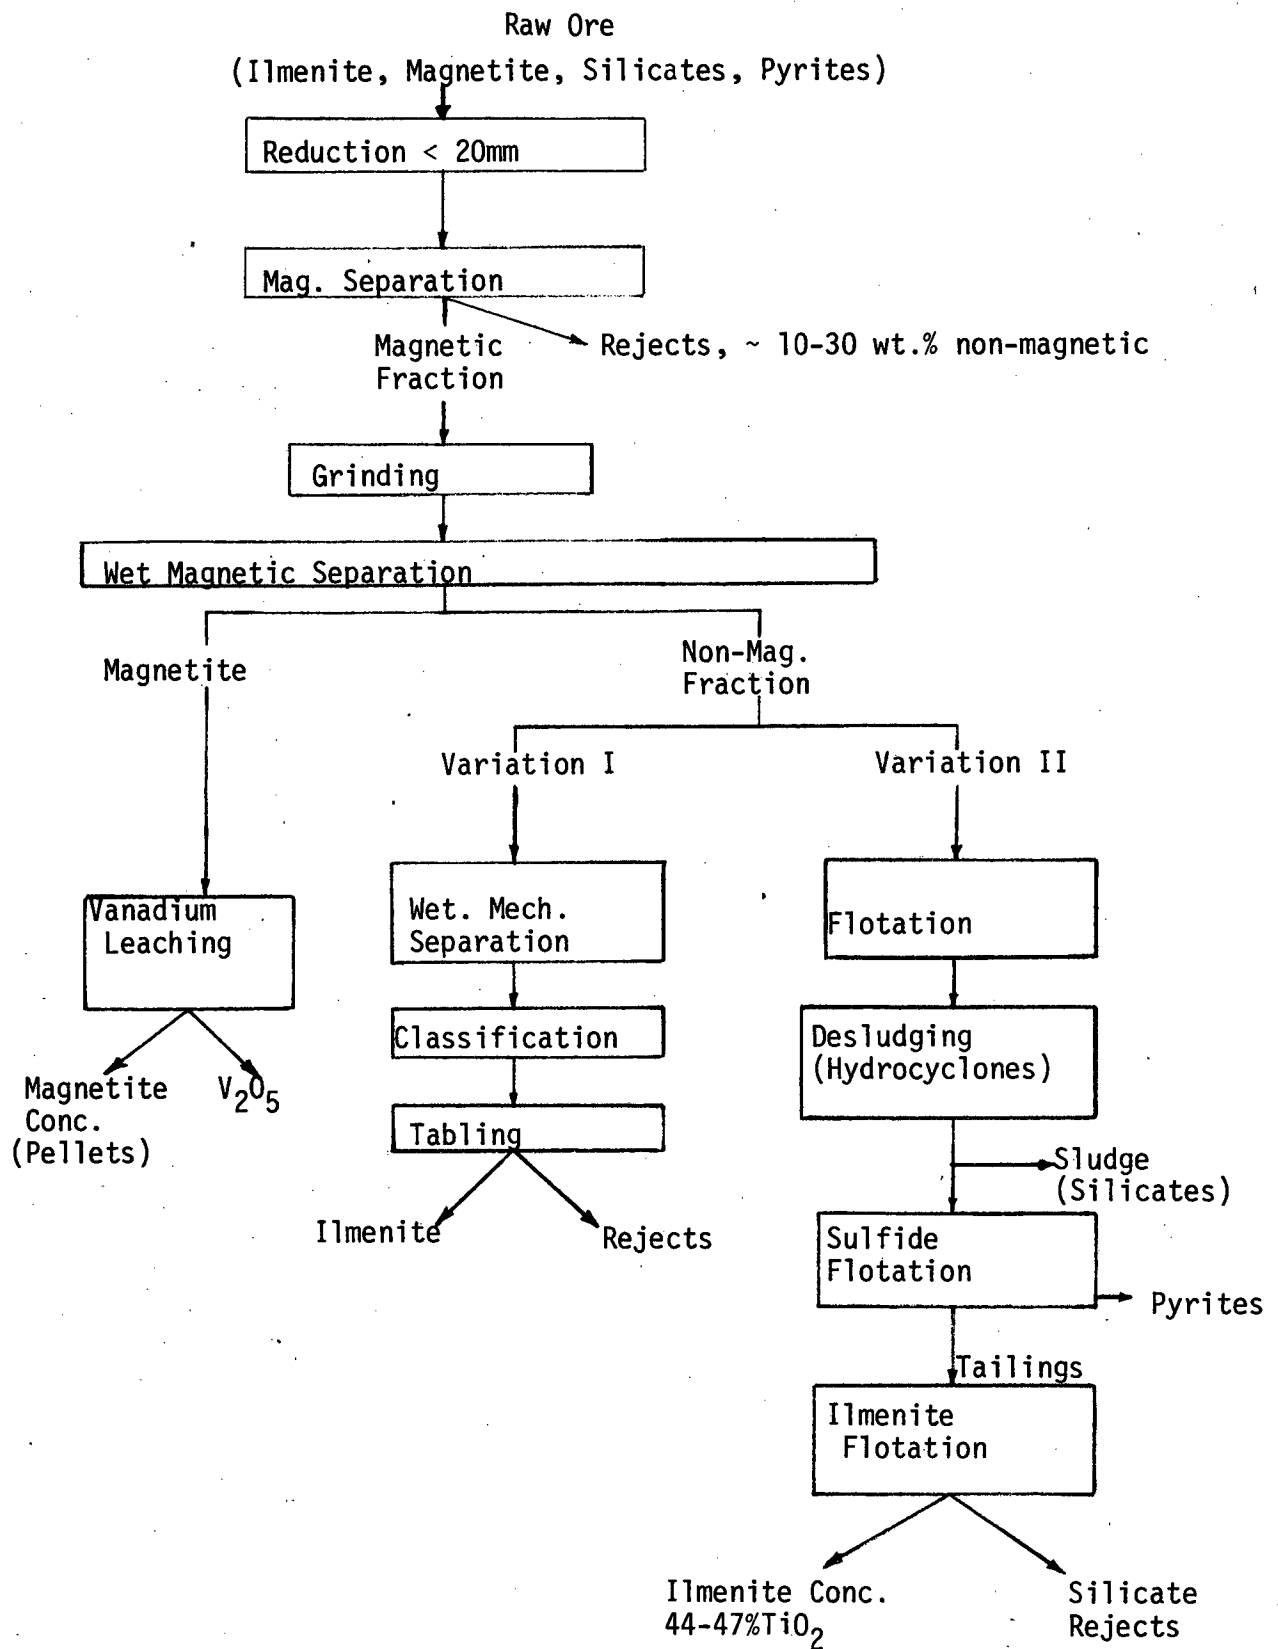 Raw Ore
(Ilmenite, Magnetite, Silicates, Pyrites)
Reduction < 20mm
Mag. Separation
Magnetic
Fraction
Rejects, ~ 10-30 wt.% non-magnetic
Grinding
Wet Magnetic Separation
Magnetite
Non-Mag.
Fraction
Variation I
Variation II
Vanadium
Leaching
Magnetite
Conc.
(Pellets)
V2O5
Wet. Mech.
Separation
Classification
Tabling
Ilmenite
Rejects
Flotation
Desludging
(Hydrocyclones)
Sludge
(Silicates)
Sulfide
Flotation
Pyrites
Tailings
Ilmenite
Flotation
Ilmenite Conc.
44-47%TiO2
Silicate
Rejects